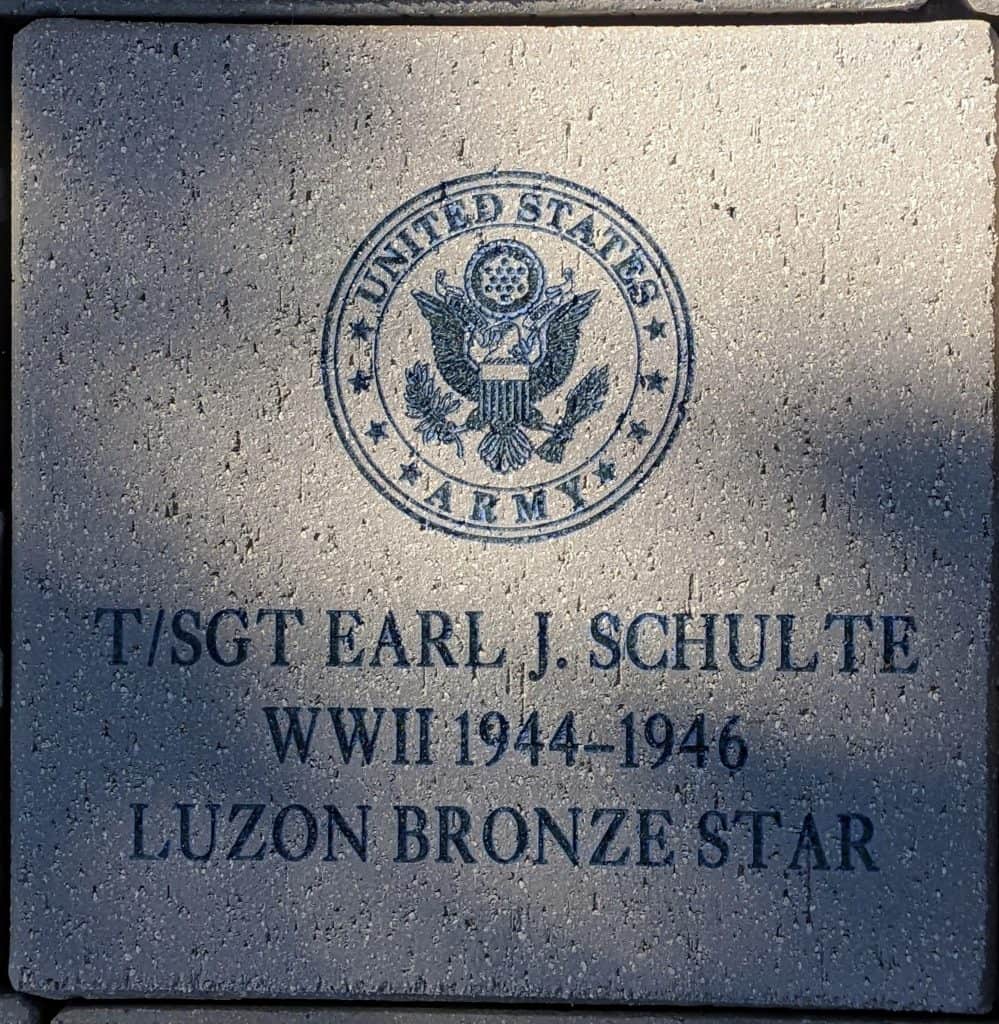 UNITED STATES
ARMY
T/SGT EARL J. SCHULTE
WWII 1944–1946
LUZON BRONZE STAR